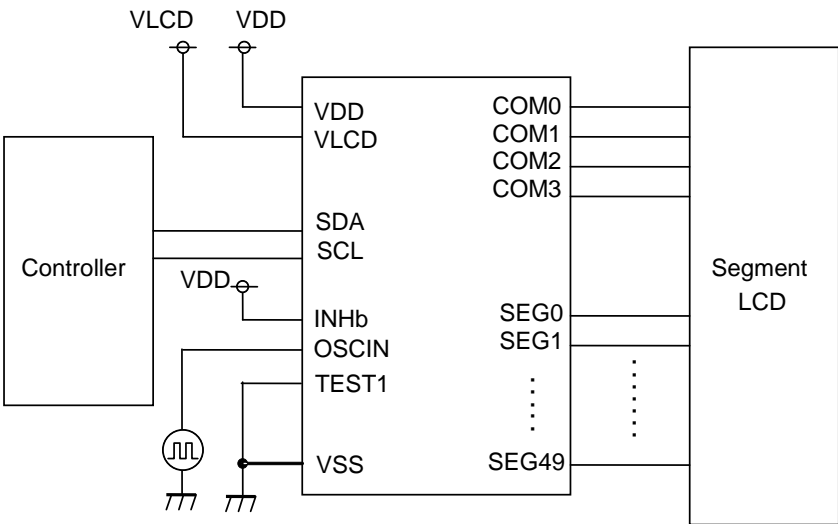 VLCD VDD
VDD
VLCD
SDA
SCL
VDD
INHb
OSCIN
TEST1
VSS
COM0
COM1
COM2
COM3
SEG0
SEG1
SEG49
Controller
Segment
LCD